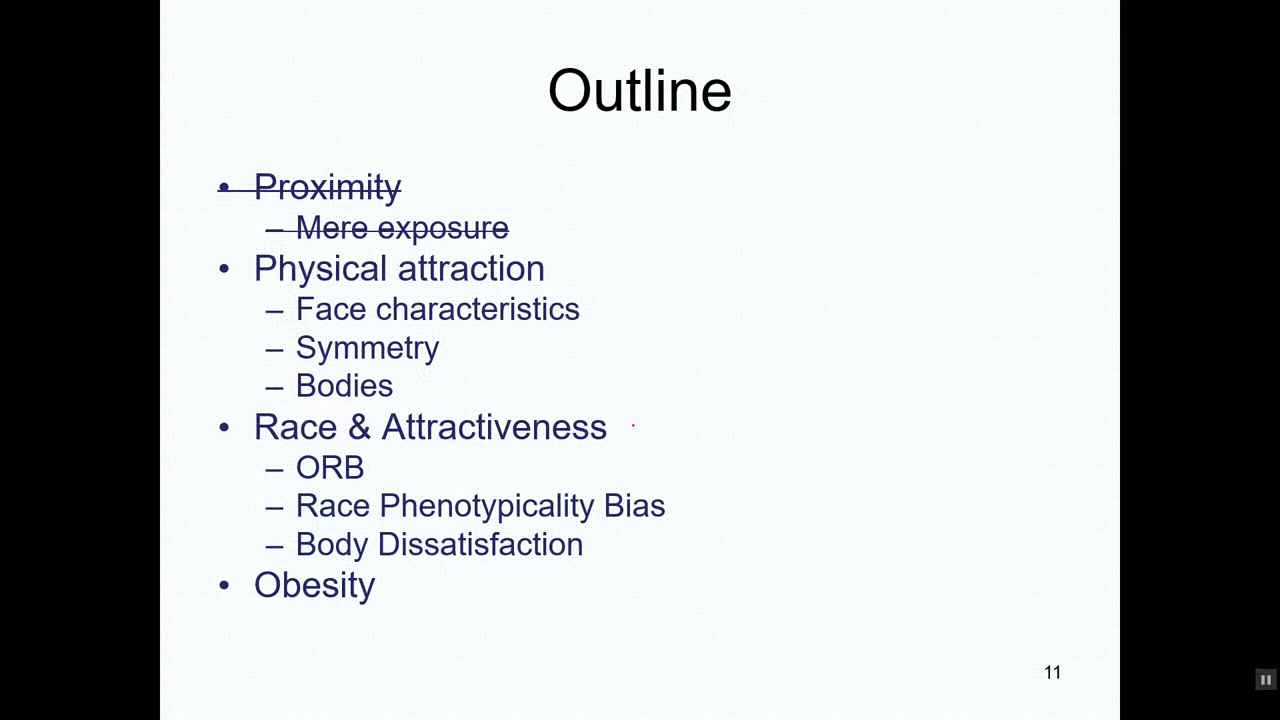 Outline
• Proximity
– Mere exposure
• Physical attraction
– Face characteristics
– Symmetry
– Bodies
• Race & Attractiveness
– ORB
– Race Phenotypicality Bias
– Body Dissatisfaction
• Obesity
11